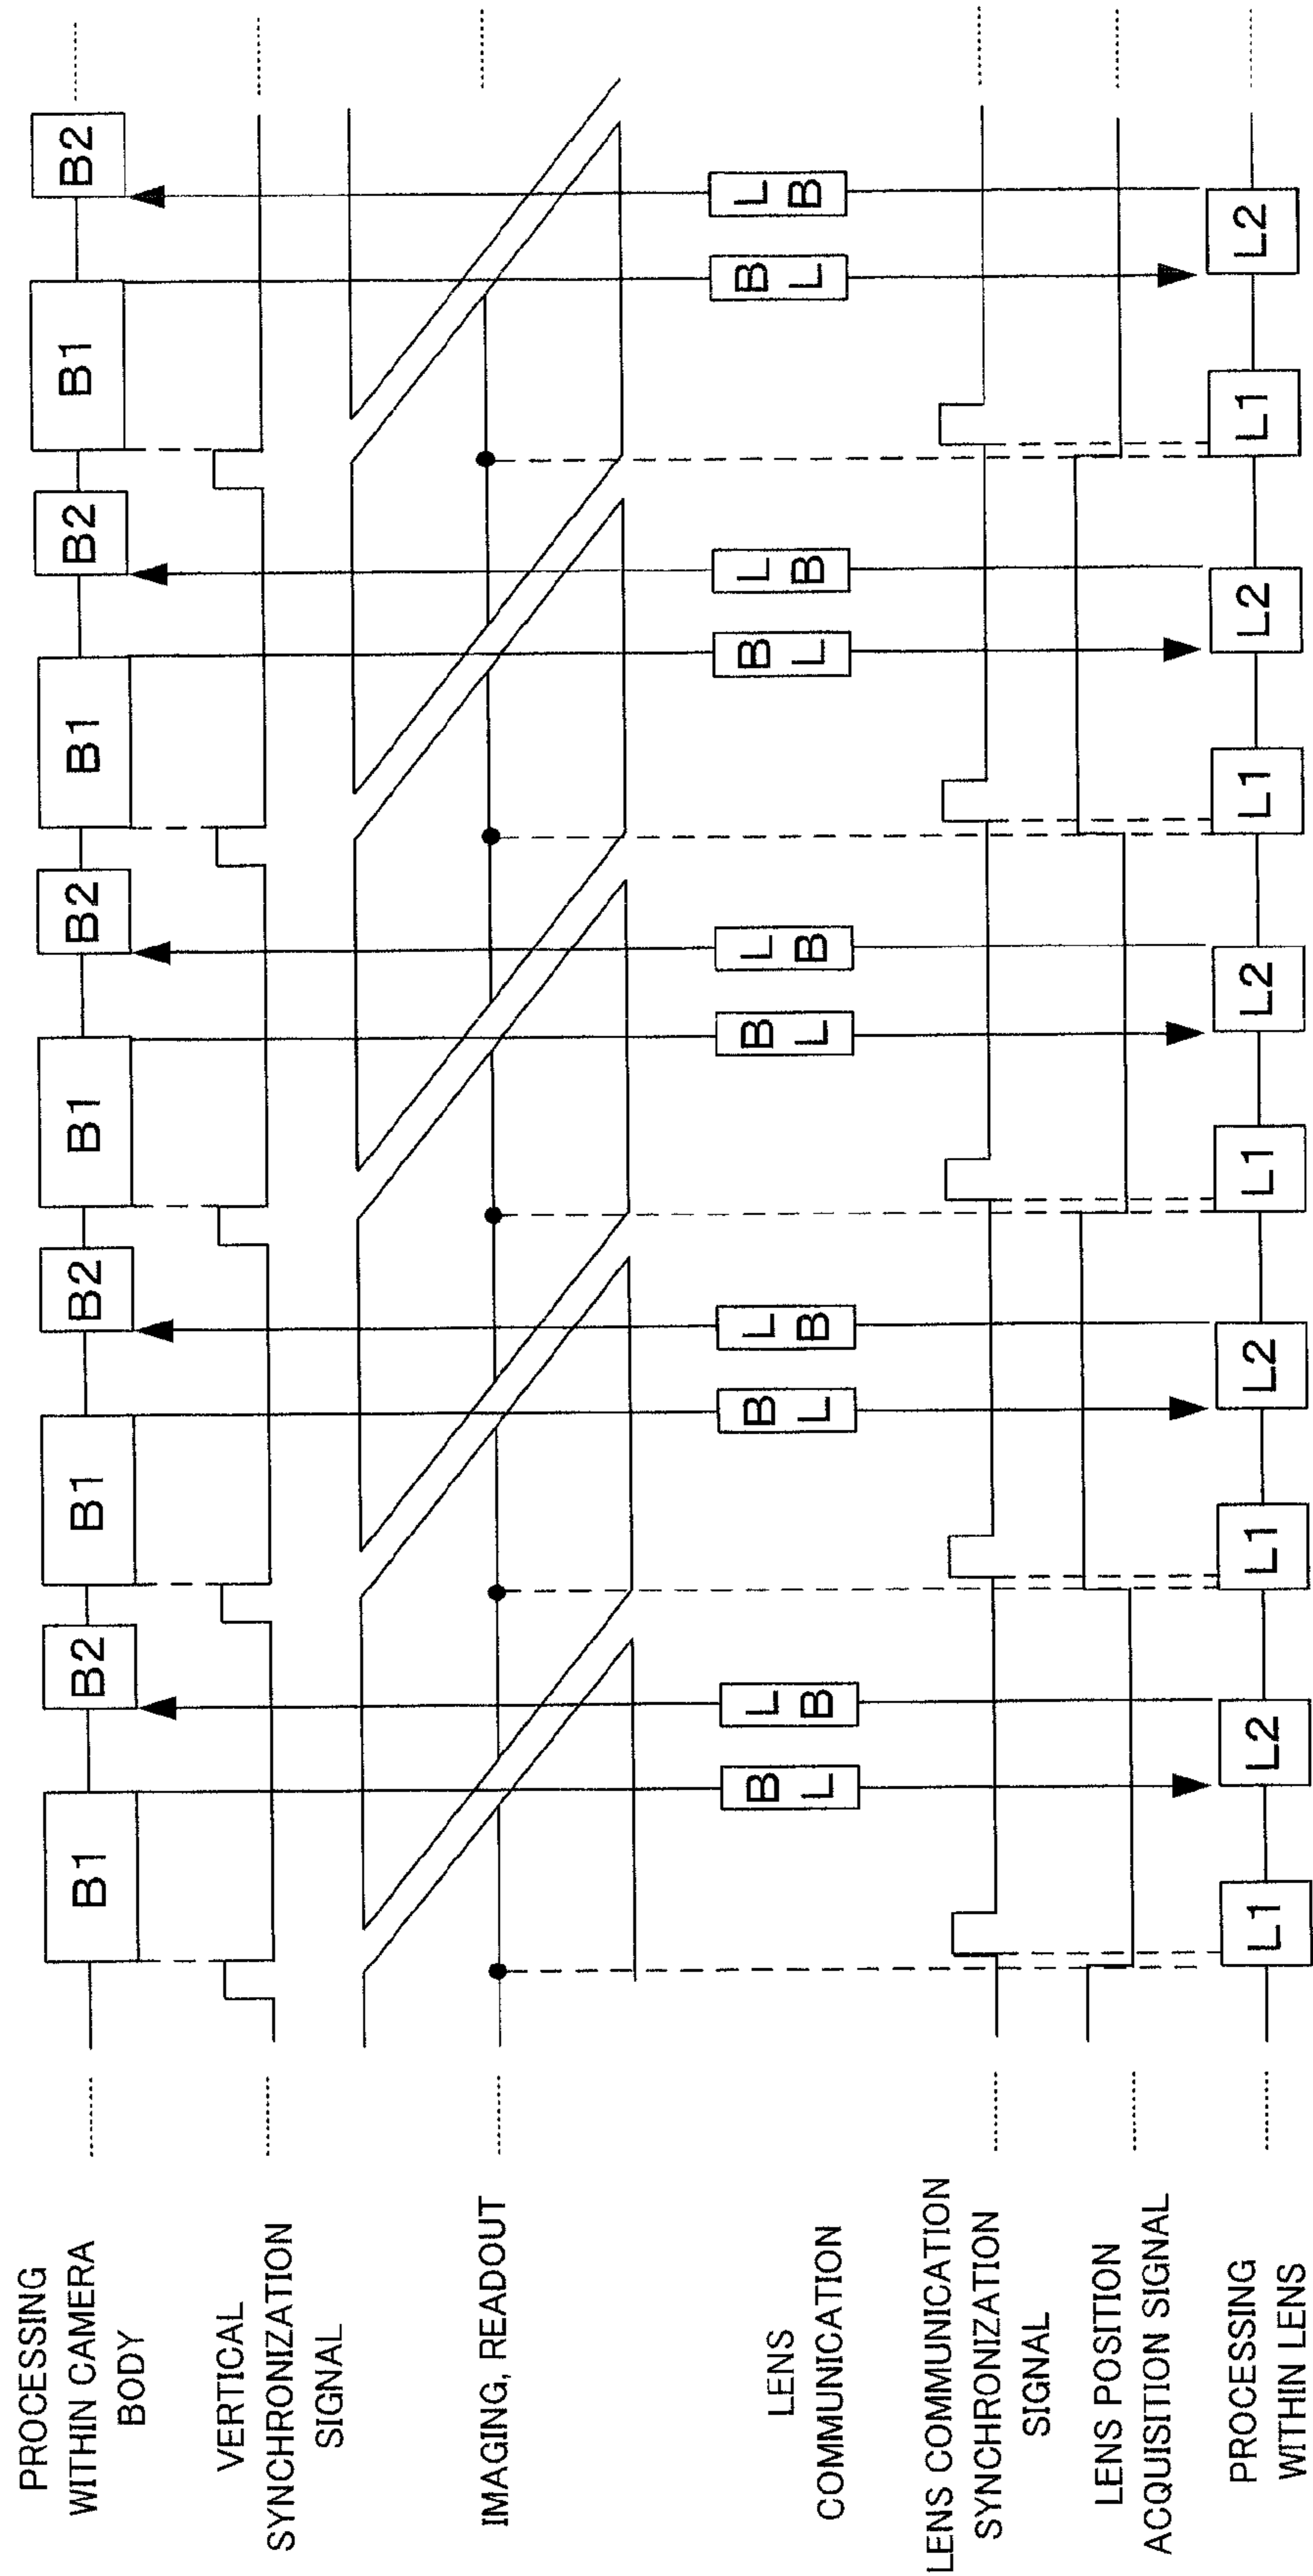 PROCESSING
WITHIN CAMERA
BODY
B1 B2 B1 B2 B1 B2 B1 B2 B1 B2
VERTICAL
SYNCHRONIZATION
SIGNAL
IMAGING, READOUT
LENS
COMMUNICATION
B L B L B L B L B L
L B L B L B L B L B
LENS COMMUNICATION
SYNCHRONIZATION
SIGNAL
LENS POSITION
ACQUISITION SIGNAL
PROCESSING
WITHIN LENS
L1 L2 L1 L2 L1 L2 L1 L2 L1 L2